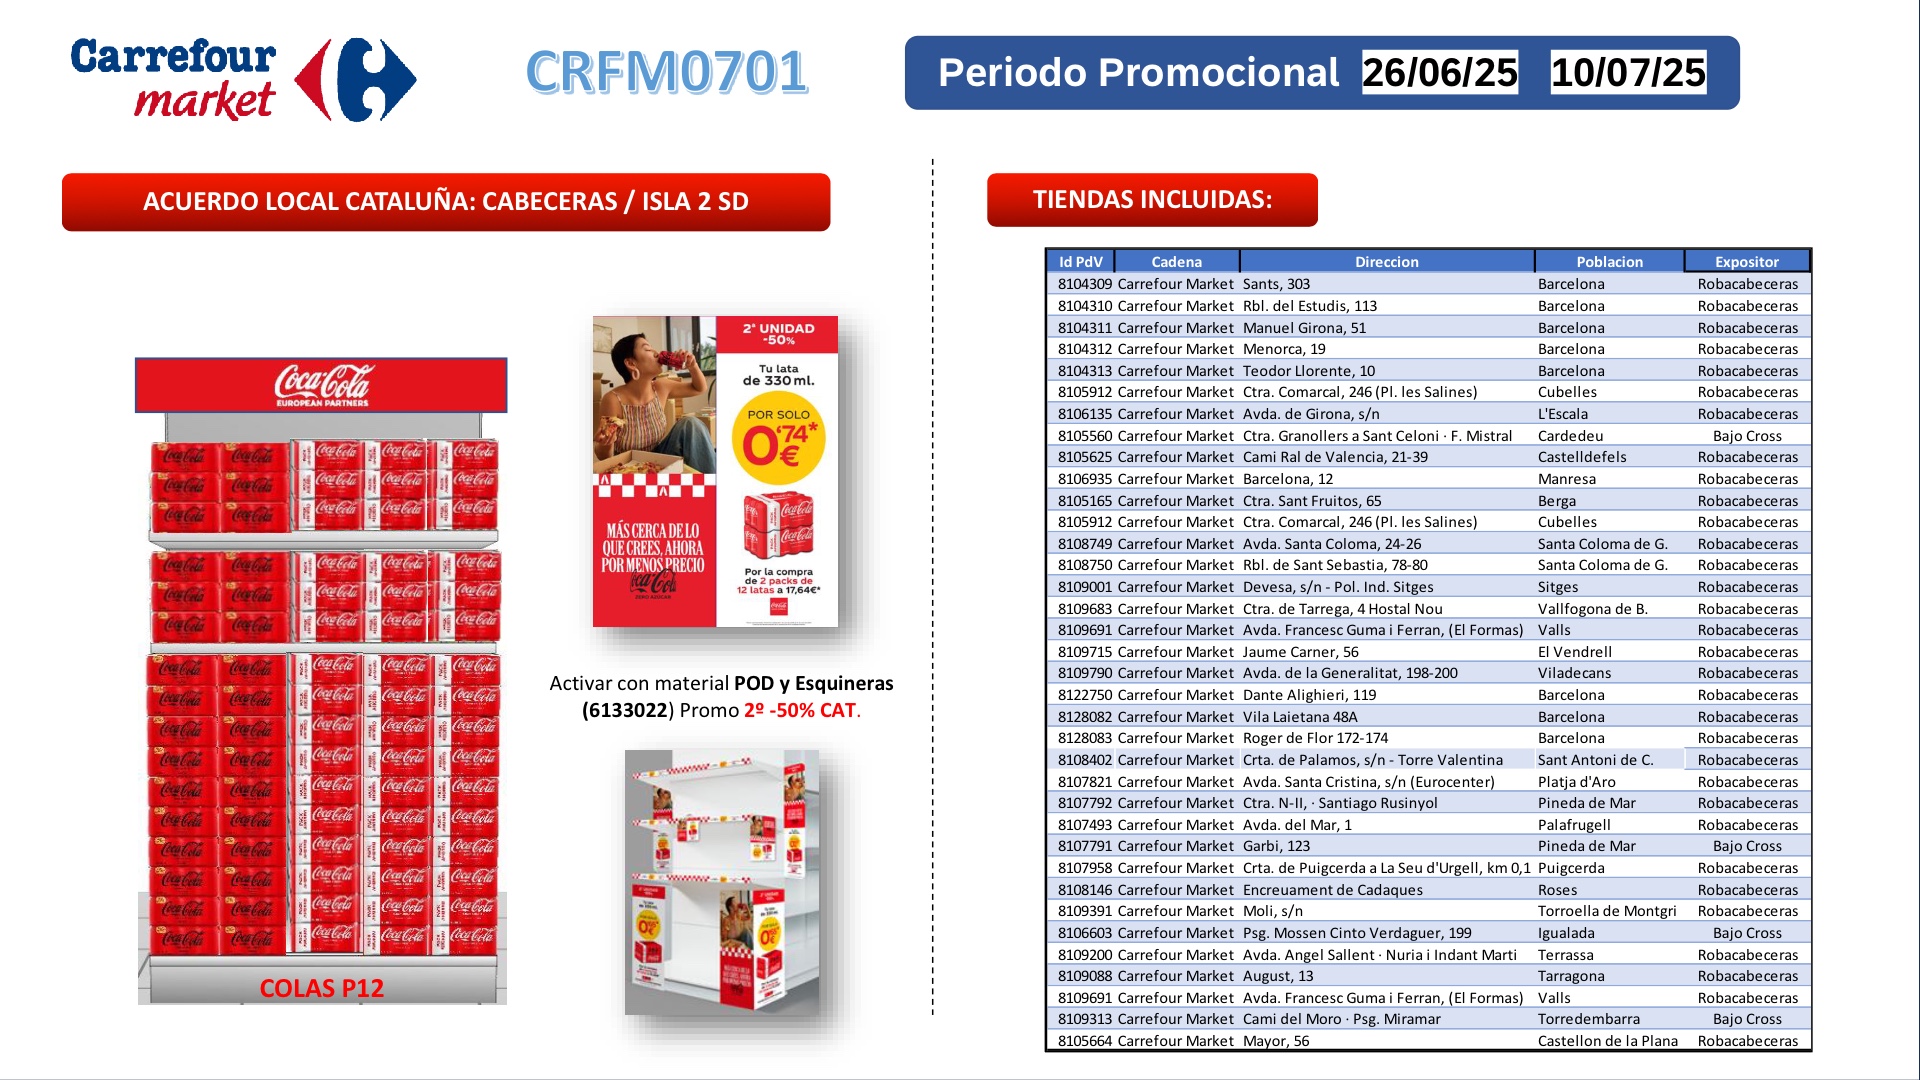 Carrefour
market
CRFM0701
Periodo Promocional 26/06/25 10/07/25
ACUERDO LOCAL CATALUÑA: CABECERAS / ISLA 2 SD
Coca-Cola
EUROPEAN PARTNERS
COLAS P12
2ª UNIDAD
-50%
Tu lata
de 330 ml.
POR SOLO
0'74*
€
MÁS CERCA DE LO
QUE CREES, AHORA
POR MENOS PRECIO
Coca-Cola
ZERO AZÚCAR
Por la compra
de 2 packs de
12 latas a 17,64€*
Activar con material POD y Esquineras
(6133022) Promo 2º -50% CAT.
TIENDAS INCLUIDAS:
Id PdV Cadena Direccion Poblacion Expositor
8104309 Carrefour Market Sants, 303 Barcelona Robacabeceras
8104310 Carrefour Market Rbl. del Estudis, 113 Barcelona Robacabeceras
8104311 Carrefour Market Manuel Girona, 51 Barcelona Robacabeceras
8104312 Carrefour Market Menorca, 19 Barcelona Robacabeceras
8104313 Carrefour Market Teodor Llorente, 10 Barcelona Robacabeceras
8105912 Carrefour Market Ctra. Comarcal, 246 (Pl. les Salines) Cubelles Robacabeceras
8106135 Carrefour Market Avda. de Girona, s/n L'Escala Robacabeceras
8105560 Carrefour Market Ctra. Granollers a Sant Celoni · F. Mistral Cardedeu Bajo Cross
8105625 Carrefour Market Cami Ral de Valencia, 21-39 Castelldefels Robacabeceras
8106935 Carrefour Market Barcelona, 12 Manresa Robacabeceras
8105165 Carrefour Market Ctra. Sant Fruitos, 65 Berga Robacabeceras
8105912 Carrefour Market Ctra. Comarcal, 246 (Pl. les Salines) Cubelles Robacabeceras
8108749 Carrefour Market Avda. Santa Coloma, 24-26 Santa Coloma de G. Robacabeceras
8108750 Carrefour Market Rbl. de Sant Sebastia, 78-80 Santa Coloma de G. Robacabeceras
8109001 Carrefour Market Devesa, s/n - Pol. Ind. Sitges Sitges Robacabeceras
8109683 Carrefour Market Ctra. de Tarrega, 4 Hostal Nou Vallfogona de B. Robacabeceras
8109691 Carrefour Market Avda. Francesc Guma i Ferran, (El Formas) Valls Robacabeceras
8109715 Carrefour Market Jaume Carner, 56 El Vendrell Robacabeceras
8109790 Carrefour Market Avda. de la Generalitat, 198-200 Viladecans Robacabeceras
8122750 Carrefour Market Dante Alighieri, 119 Barcelona Robacabeceras
8128082 Carrefour Market Vila Laietana 48A Barcelona Robacabeceras
8128083 Carrefour Market Roger de Flor 172-174 Barcelona Robacabeceras
8108402 Carrefour Market Crta. de Palamos, s/n - Torre Valentina Sant Antoni de C. Robacabeceras
8107821 Carrefour Market Avda. Santa Cristina, s/n (Eurocenter) Platja d'Aro Robacabeceras
8107792 Carrefour Market Ctra. N-II, · Santiago Rusinyol Pineda de Mar Robacabeceras
8107493 Carrefour Market Avda. del Mar, 1 Palafrugell Robacabeceras
8107791 Carrefour Market Garbi, 123 Pineda de Mar Bajo Cross
8107958 Carrefour Market Crta. de Puigcerda a La Seu d'Urgell, km 0,1 Puigcerda Robacabeceras
8108146 Carrefour Market Encreuament de Cadaques Roses Robacabeceras
8109391 Carrefour Market Moli, s/n Torroella de Montgri Robacabeceras
8106603 Carrefour Market Psg. Mossen Cinto Verdaguer, 199 Igualada Bajo Cross
8109200 Carrefour Market Avda. Angel Sallent · Nuria i Indant Marti Terrassa Robacabeceras
8109088 Carrefour Market August, 13 Tarragona Robacabeceras
8109691 Carrefour Market Avda. Francesc Guma i Ferran, (El Formas) Valls Robacabeceras
8109313 Carrefour Market Cami del Moro · Psg. Miramar Torredembarra Bajo Cross
8105664 Carrefour Market Mayor, 56 Castellon de la Plana Robacabeceras